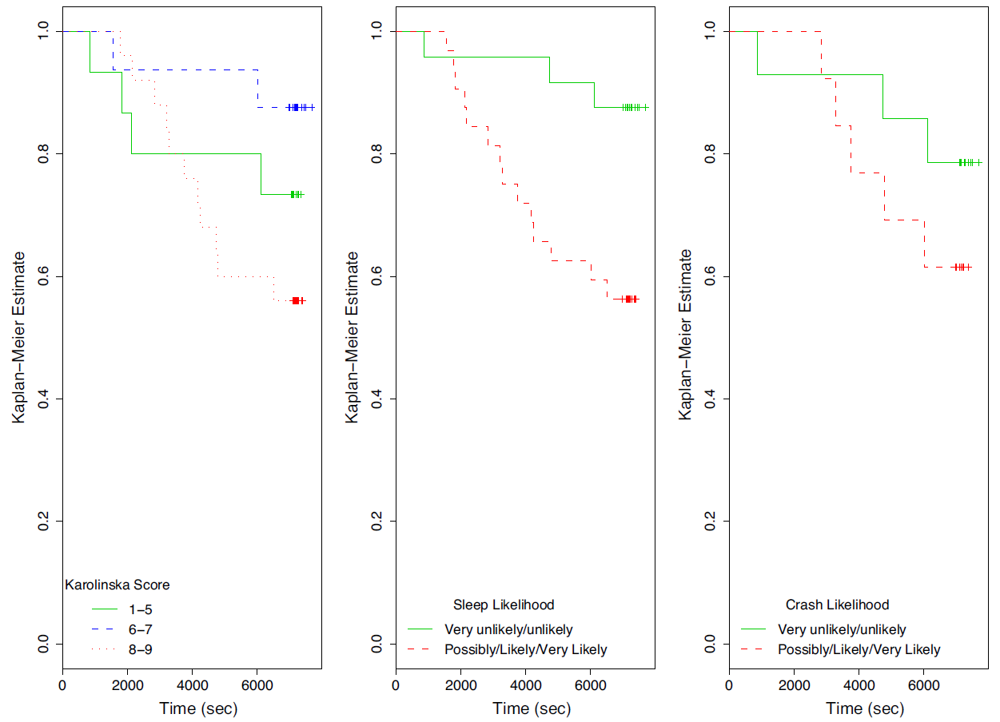 Kaplan−Meier Estimate
1.0
0.8
0.6
0.4
0.2
0.0
Karolinska Score
1−5
6−7
8−9
0 2000 4000 6000
Time (sec)
Kaplan−Meier Estimate
1.0
0.8
0.6
0.4
0.2
0.0
Sleep Likelihood
Very unlikely/unlikely
Possibly/Likely/Very Likely
0 2000 4000 6000
Time (sec)
Kaplan−Meier Estimate
1.0
0.8
0.6
0.4
0.2
0.0
Crash Likelihood
Very unlikely/unlikely
Possibly/Likely/Very Likely
0 2000 4000 6000
Time (sec)